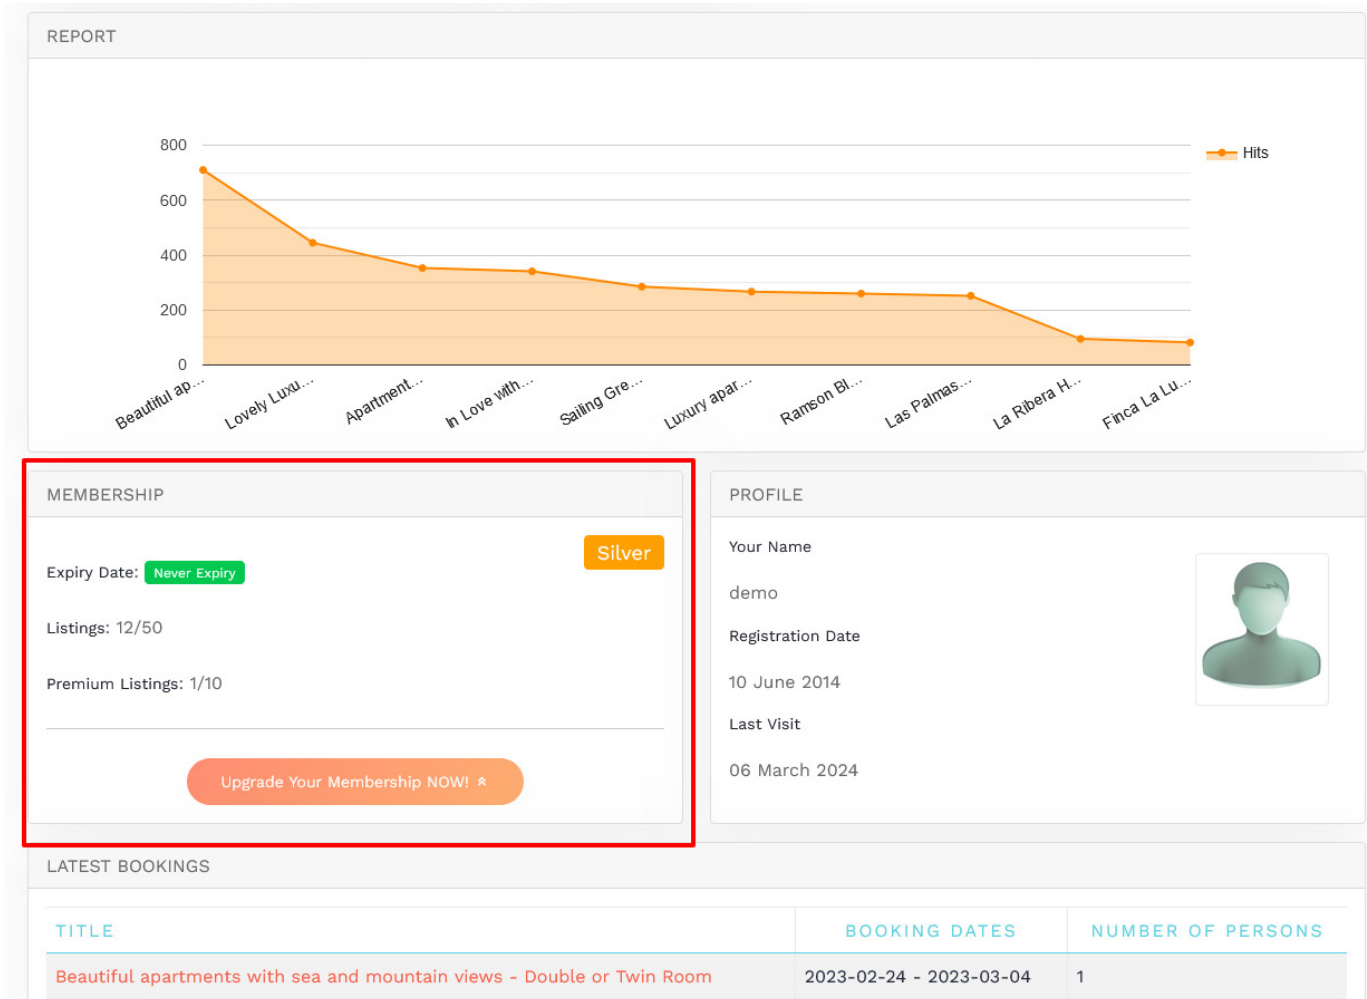 REPORT
800
600
400
200
0
Hits
Beautiful ap...
Lovely Luxu...
Apartment...
In Love with...
Sailing Gre...
Luxury apar...
Ramson Bl...
Las Palmas...
La Ribera H...
Finca La Lu...
MEMBERSHIP
Silver
Expiry Date: Never Expiry
Listings: 12/50
Premium Listings: 1/10
Upgrade Your Membership NOW!
PROFILE
Your Name
demo
Registration Date
10 June 2014
Last Visit
06 March 2024
LATEST BOOKINGS
TITLE BOOKING DATES NUMBER OF PERSONS
Beautiful apartments with sea and mountain views - Double or Twin Room 2023-02-24 - 2023-03-04 1